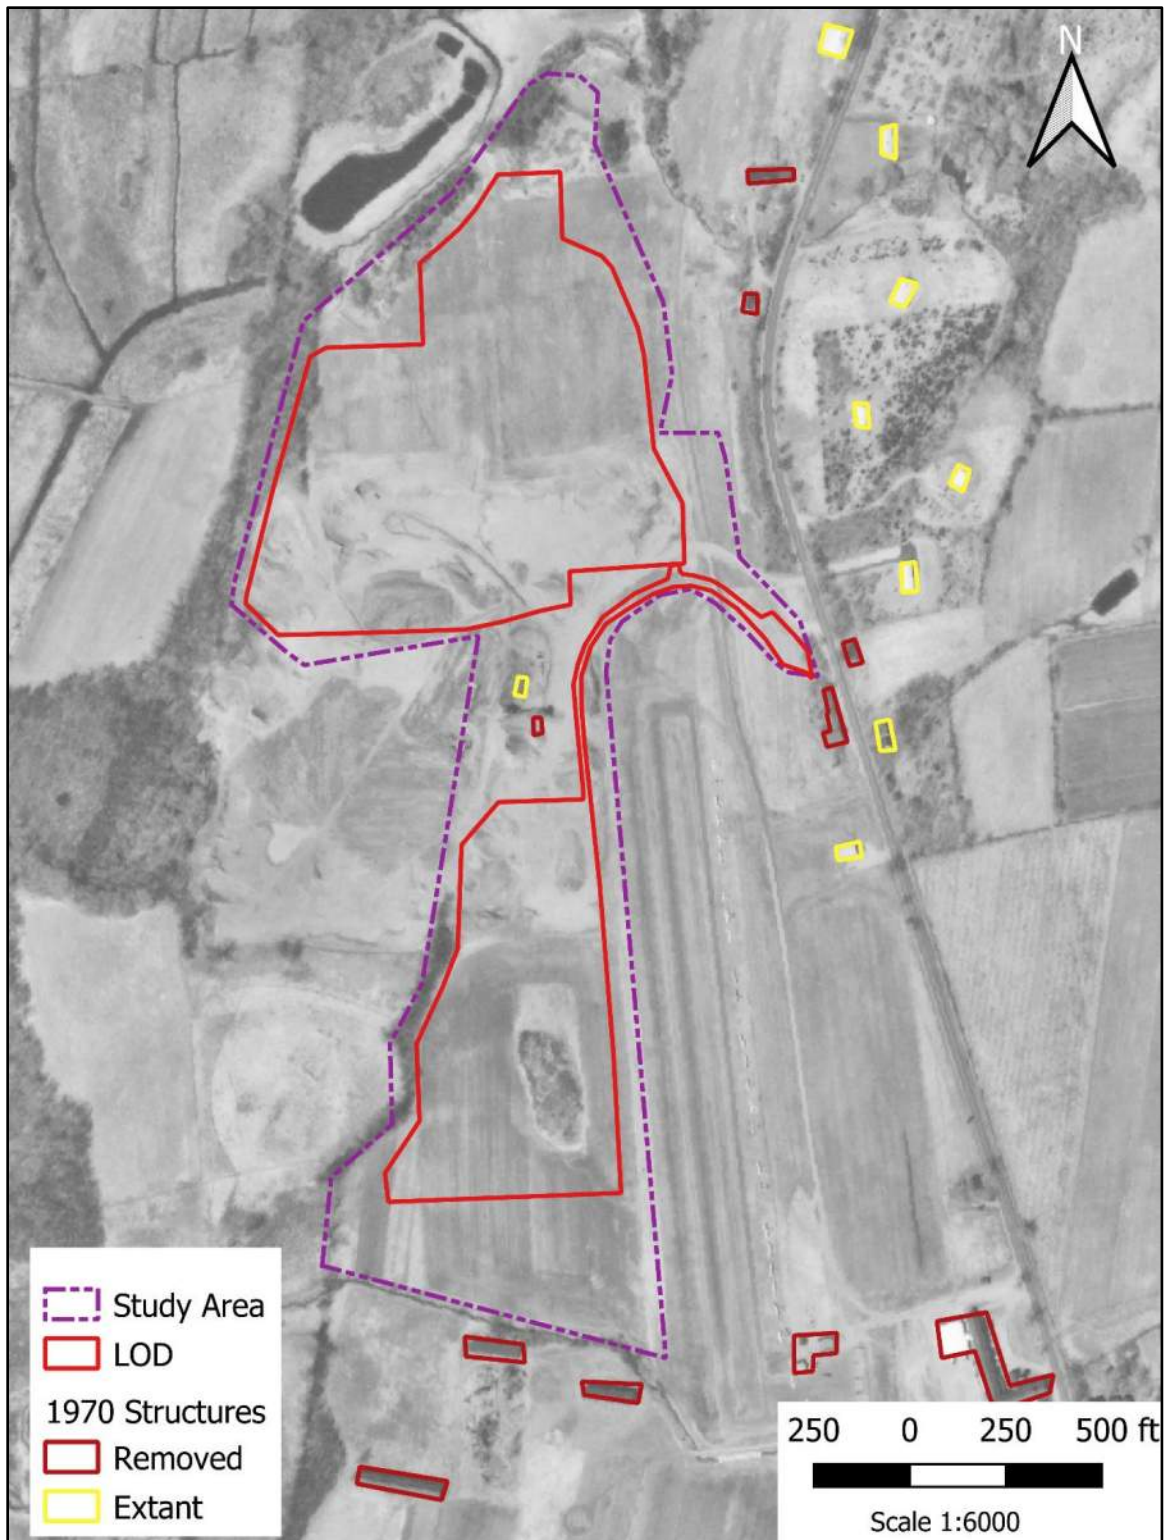 N
Study Area
LOD
1970 Structures
Removed
Extant
250 0 250 500 ft
Scale 1:6000